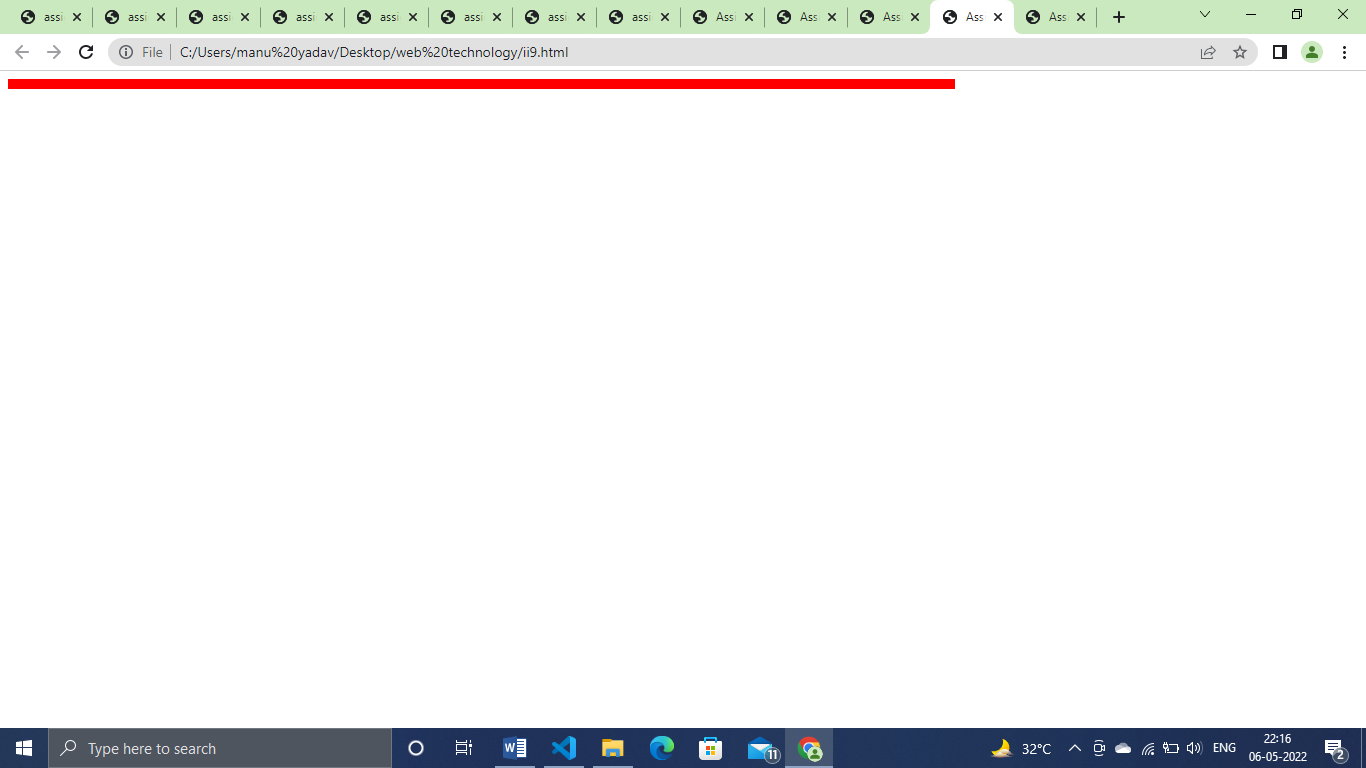 assi assi assi assi assi assi assi assi Ass Ass Ass Ass Ass
File C:/Users/manu%20yadav/Desktop/web%20technology/ii9.html
Type here to search W 11 32°C ENG 22:16 2
06-05-2022